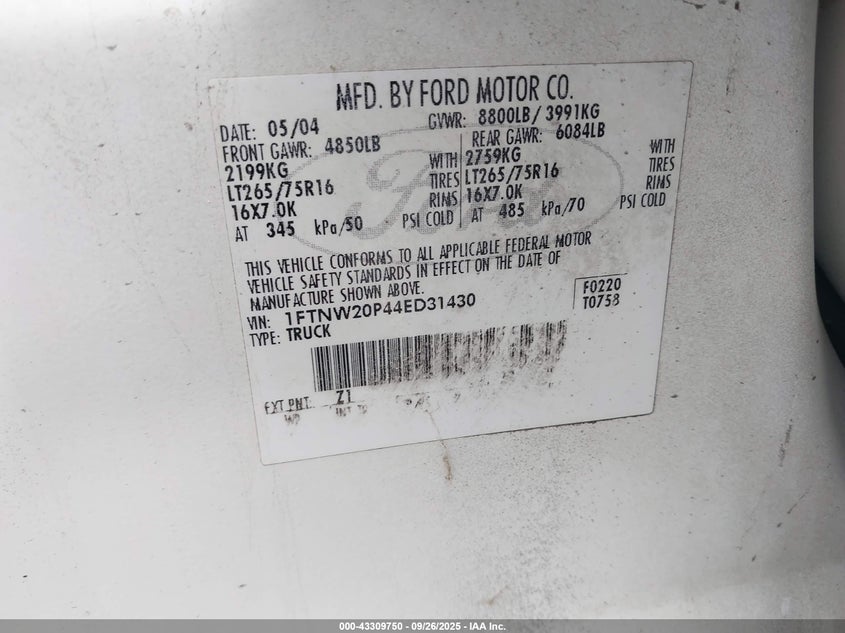 MFD. BY FORD MOTOR CO.
DATE: 05/04 GVWR: 8800LB/ 3991KG
FRONT GAWR: 4850LB REAR GAWR: 6084LB
2199KG WITH 2759KG WITH
LT265/75R16 TIRES LT265/75R16 TIRES
16X7.0K RIMS 16X7.0K RIMS
AT 345 kPa/50 PSI COLD AT 485 kPa/70 PSI COLD
Ford
THIS VEHICLE CONFORMS TO ALL APPLICABLE FEDERAL MOTOR
VEHICLE SAFETY STANDARDS IN EFFECT ON THE DATE OF
MANUFACTURE SHOWN ABOVE.
VIN: 1FTNW20P44ED31430
TYPE: TRUCK
F0220
T0758
EXT PNT: Z1
INT
000-43309750 - 09/26/2025 - IAA Inc.